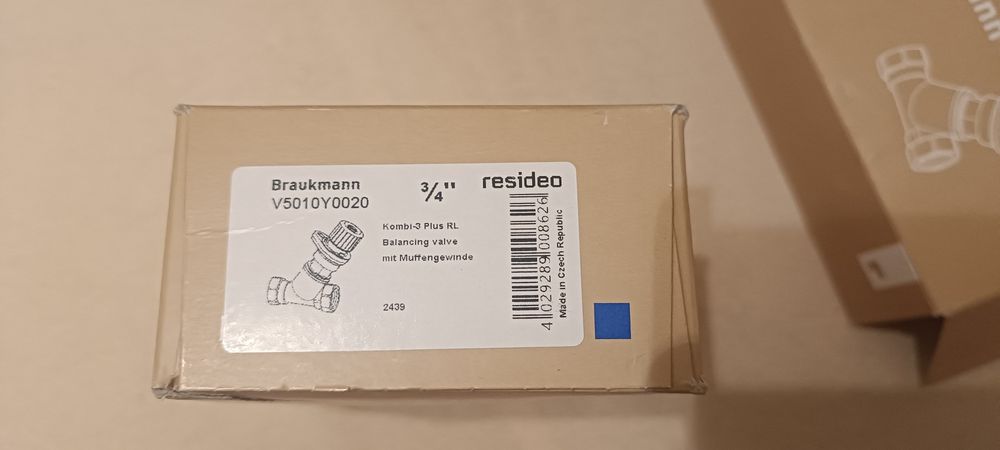 Braukmann
V5010Y0020
3/4"
resideo
Kombi-3 Plus RL
Balancing valve
mit Muffengewinde
2439
4 029289 008626
Made in Czech Republic